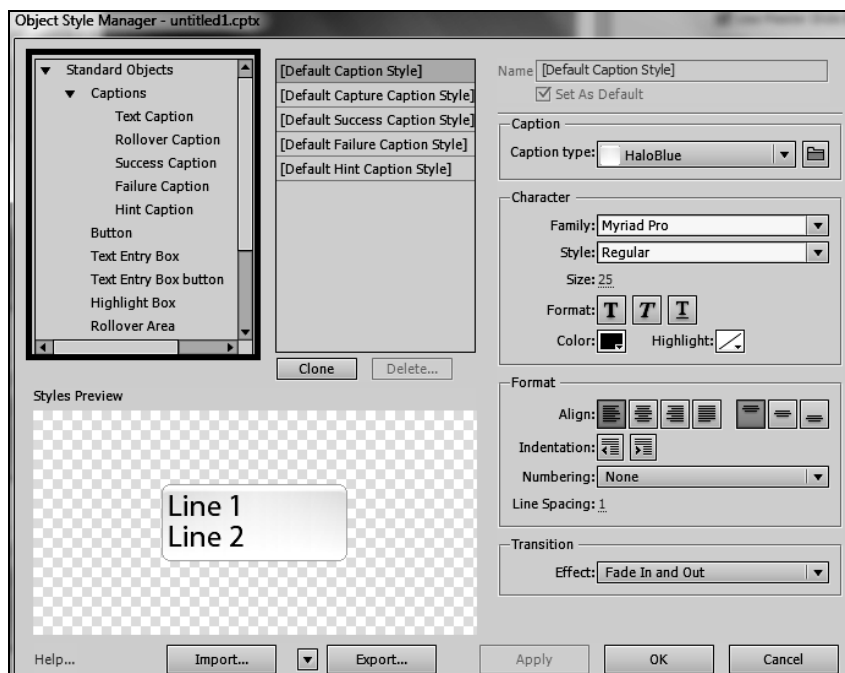 Object Style Manager - untitled1.cptx
Standard Objects
Captions
Text Caption
Rollover Caption
Success Caption
Failure Caption
Hint Caption
Button
Text Entry Box
Text Entry Box button
Highlight Box
Rollover Area
[Default Caption Style]
[Default Capture Caption Style]
[Default Success Caption Style]
[Default Failure Caption Style]
[Default Hint Caption Style]
Clone
Delete...
Name [Default Caption Style]
Set As Default
Caption
Caption type: HaloBlue
Character
Family: Myriad Pro
Style: Regular
Size: 25
Format: T T T
Color: Highlight:
Format
Align:
Indentation:
Numbering: None
Line Spacing: 1
Transition
Effect: Fade In and Out
Styles Preview
Line 1
Line 2
Help...
Import...
Export...
Apply
OK
Cancel